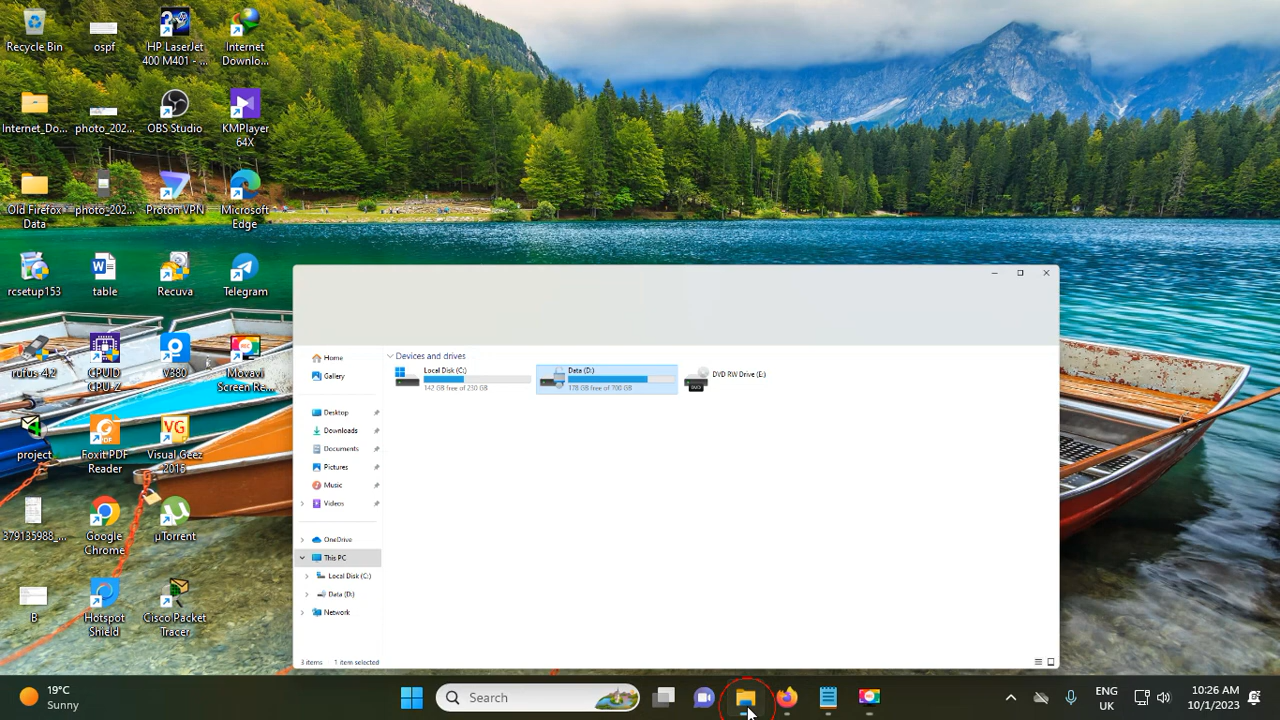 Recycle Bin
ospf
HP LaserJet
400 M401 - ...
Internet
Downlo...
Internet_Do...
photo_202...
OBS Studio
KMPlayer
64X
Old Firefox
Data
photo_202...
Proton VPN
Microsoft
Edge
rcsetup153
table
Recuva
Telegram
rufus-4.2
CPUID
CPU-Z
V380
Movavi
Screen Re...
project
Foxit PDF
Reader
Visual Geez
2016
379135988_...
Google
Chrome
µTorrent
B
Hotspot
Shield
Cisco Packet
Tracer
Home
Gallery
Desktop
Downloads
Documents
Pictures
Music
Videos
OneDrive
This PC
Local Disk (C:)
Data (D:)
Network
Devices and drives
Local Disk (C:)
142 GB free of 230 GB
Data (D:)
178 GB free of 700 GB
DVD RW Drive (E:)
3 items 1 item selected
19°C
Sunny
Search
ENG
UK
3:26 AM
10/1/2023